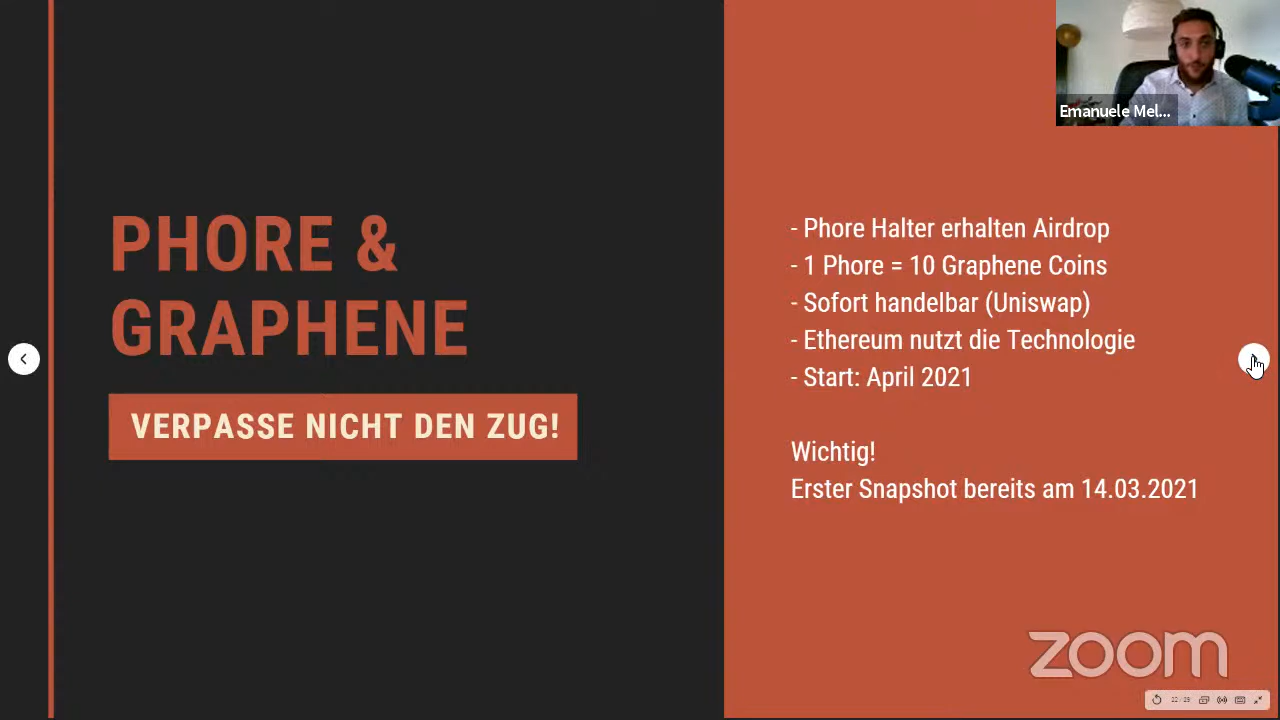 PHORE &
GRAPHENE
VERPASSE NICHT DEN ZUG!
Emanuele Mel...
- Phore Halter erhalten Airdrop
- 1 Phore = 10 Graphene Coins
- Sofort handelbar (Uniswap)
- Ethereum nutzt die Technologie
- Start: April 2021
Wichtig!
Erster Snapshot bereits am 14.03.2021
zoom